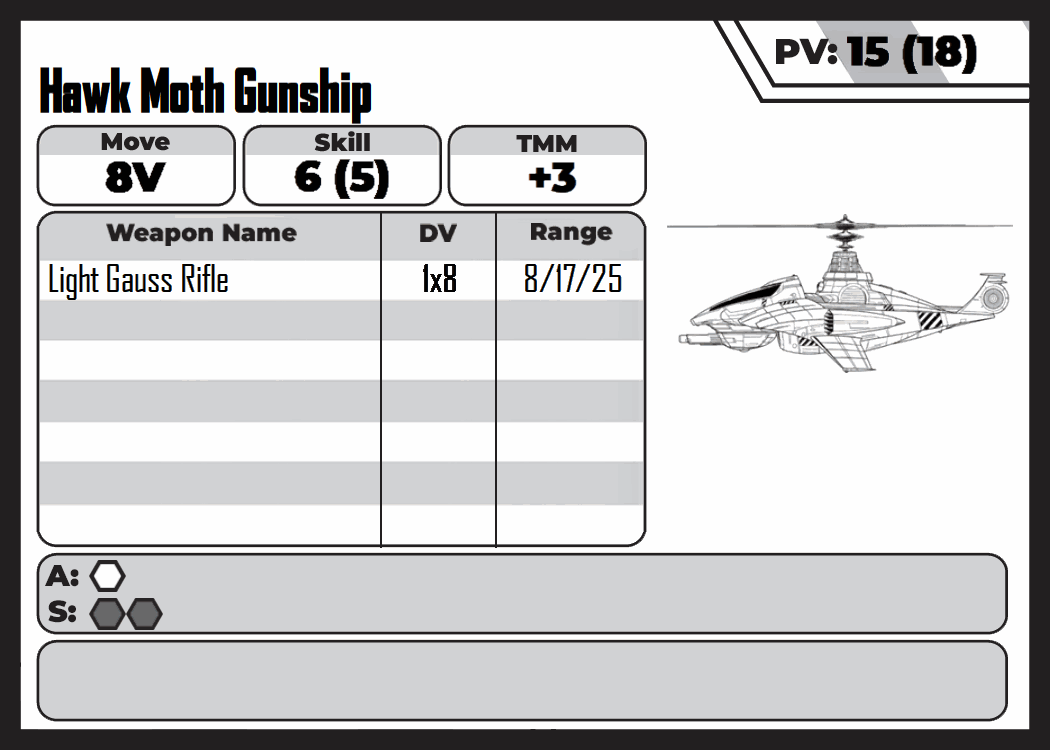 PV: 15 (18)
Hawk Moth Gunship
Move Skill TMM
8V 6 (5) +3
Weapon Name DV Range
Light Gauss Rifle 1x8 8/17/25
A:
S: